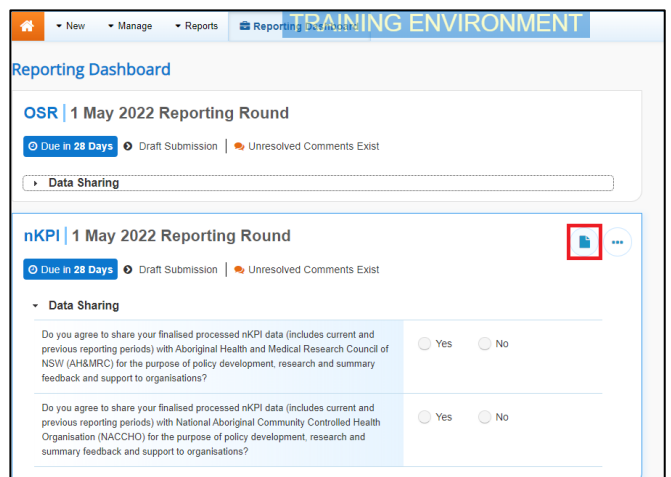 New Manage Reports Reporting Dashboard TRAINING ENVIRONMENT
Reporting Dashboard
OSR | 1 May 2022 Reporting Round
Due in 28 Days Draft Submission | Unresolved Comments Exist
Data Sharing
nKPI | 1 May 2022 Reporting Round
Due in 28 Days Draft Submission | Unresolved Comments Exist
Data Sharing
Do you agree to share your finalised processed nKPI data (includes current and
previous reporting periods) with Aboriginal Health and Medical Research Council of
NSW (AH&MRC) for the purpose of policy development, research and summary
feedback and support to organisations?
Yes No
Do you agree to share your finalised processed nKPI data (includes current and
previous reporting periods) with National Aboriginal Community Controlled Health
Organisation (NACCHO) for the purpose of policy development, research and
summary feedback and support to organisations?
Yes No